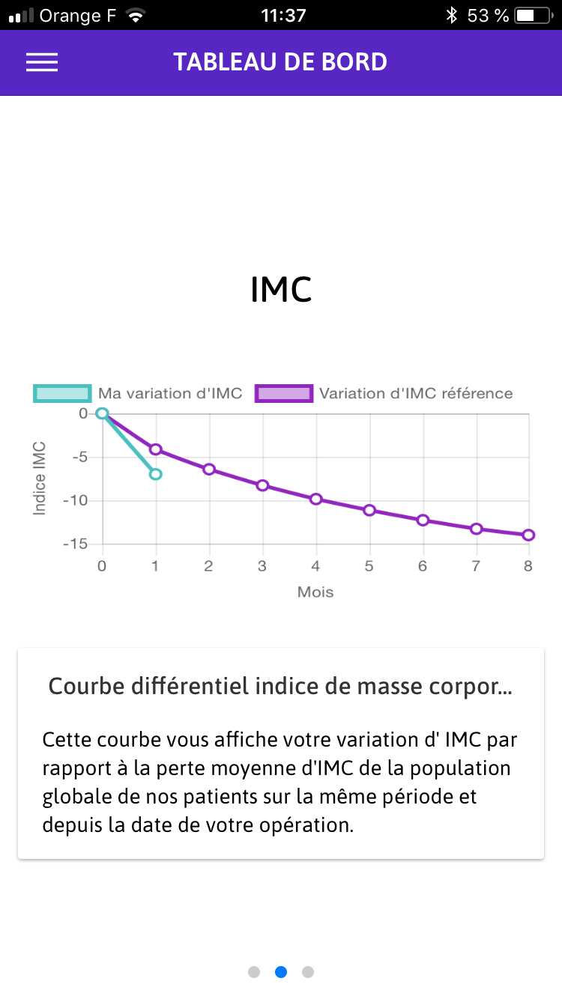 Orange F 11:37 53 %
TABLEAU DE BORD
IMC
Ma variation d'IMC Variation d'IMC référence
0
-5
-10
-15
Indice IMC
0 1 2 3 4 5 6 7 8
Mois
Courbe différentiel indice de masse corpor...
Cette courbe vous affiche votre variation d' IMC par
rapport à la perte moyenne d'IMC de la population
globale de nos patients sur la même période et
depuis la date de votre opération.